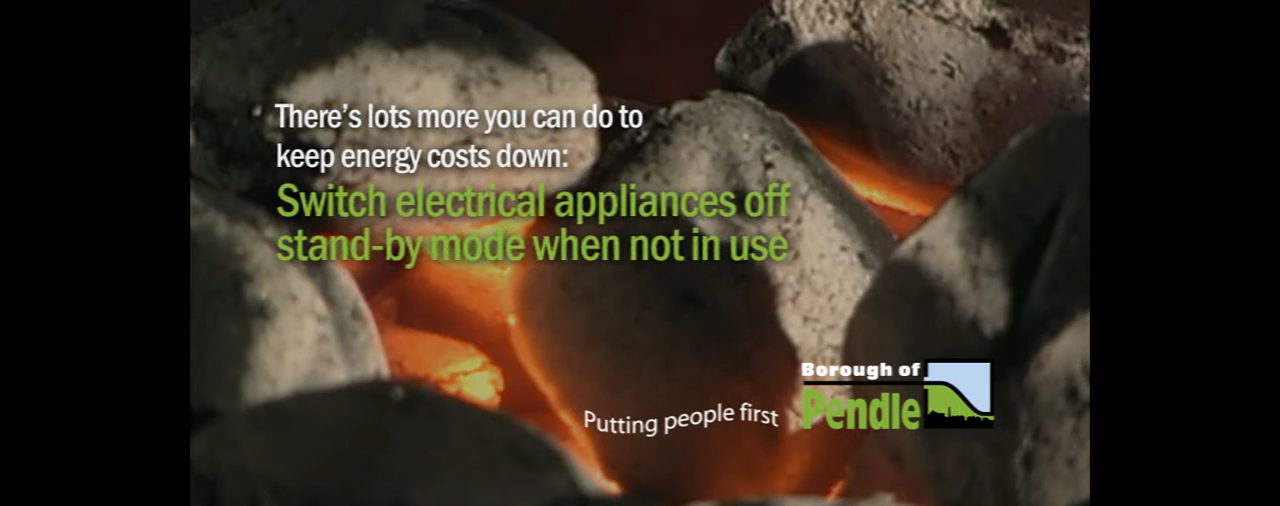 There's lots more you can do to
keep energy costs down:
Switch electrical appliances off
stand-by mode when not in use
Putting people first
Borough of
Pendle